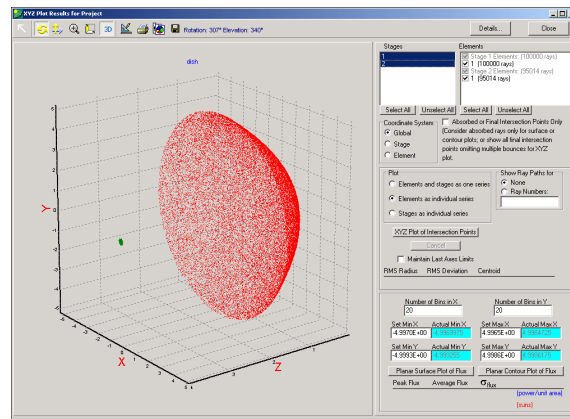 XYZ Plot Results for Project
3D
Rotation: 307° Elevation: 340°
Details...
Close
dish
Y
X
Z
Stages
Elements
1
2
Stage 1 Elements: (100000 rays)
1 (100000 rays)
Stage 2 Elements: (95014 rays)
1 (95014 rays)
Select All
Unselect All
Select All
Unselect All
Coordinate System
Global
Stage
Element
Absorbed or Final Intersection Points Only
(Consider absorbed rays only for surface or
contour plots; or show all final intersection
points omitting multiple bounces for XYZ
plot.
Plot
Elements and stages as one series
Elements as individual series
Stages as individual series
Show Ray Paths for
None
Ray Numbers:
XYZ Plot of Intersection Points
Cancel
Maintain Last Axes Limits
RMS Radius RMS Deviation Centroid
Number of Bins in X
20
Number of Bins in Y
20
Set Min X
Actual Min X
Set Max X
Actual Max X
-4.9970E+00
4.9965E+00
Set Min Y
Actual Min Y
Set Max Y
Actual Max Y
-4.9993E+00
4.9986E+00
Planar Surface Plot of Flux
Planar Contour Plot of Flux
Peak Flux Average Flux σflux
(power/unit area)
(suns)